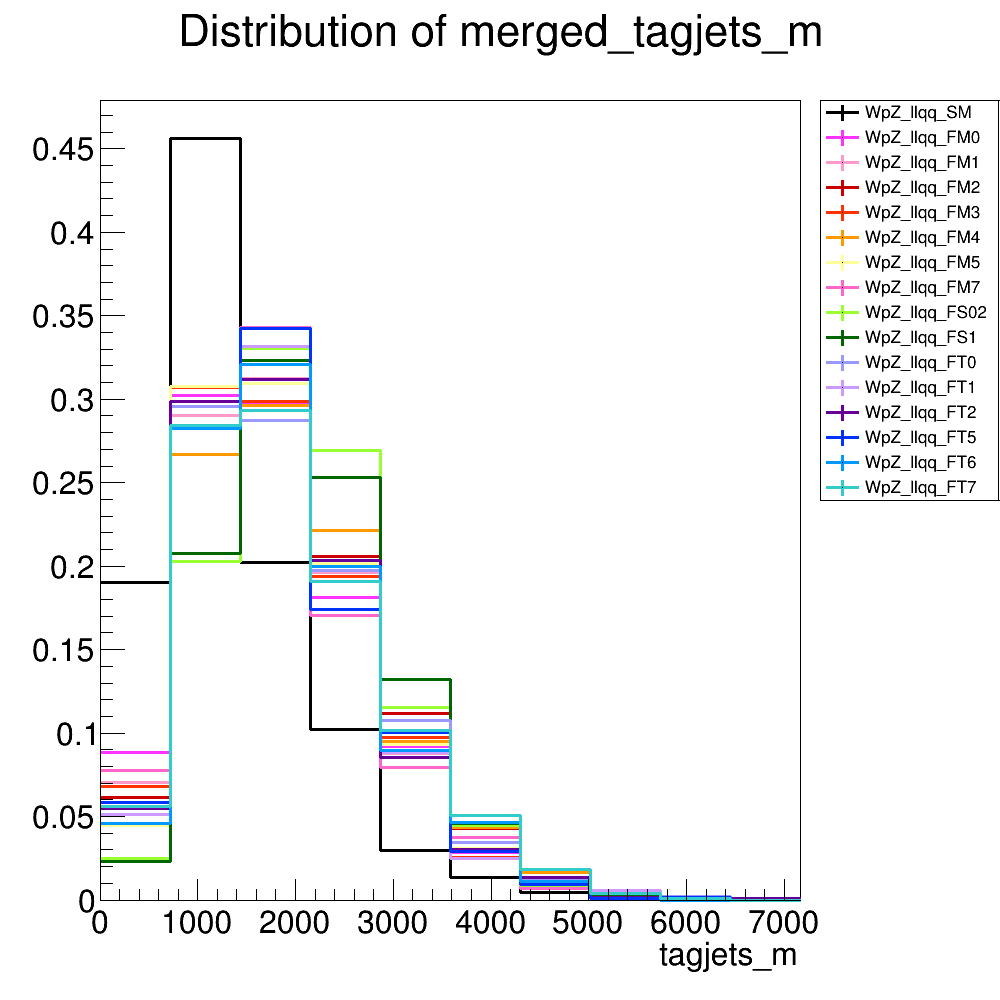 Distribution of merged_tagjets_m
0.45
0.4
0.35
0.3
0.25
0.2
0.15
0.1
0.05
0
0 1000 2000 3000 4000 5000 6000 7000
tagjets_m
WpZ_llqq_SM
WpZ_llqq_FM0
WpZ_llqq_FM1
WpZ_llqq_FM2
WpZ_llqq_FM3
WpZ_llqq_FM4
WpZ_llqq_FM5
WpZ_llqq_FM7
WpZ_llqq_FS02
WpZ_llqq_FS1
WpZ_llqq_FT0
WpZ_llqq_FT1
WpZ_llqq_FT2
WpZ_llqq_FT5
WpZ_llqq_FT6
WpZ_llqq_FT7